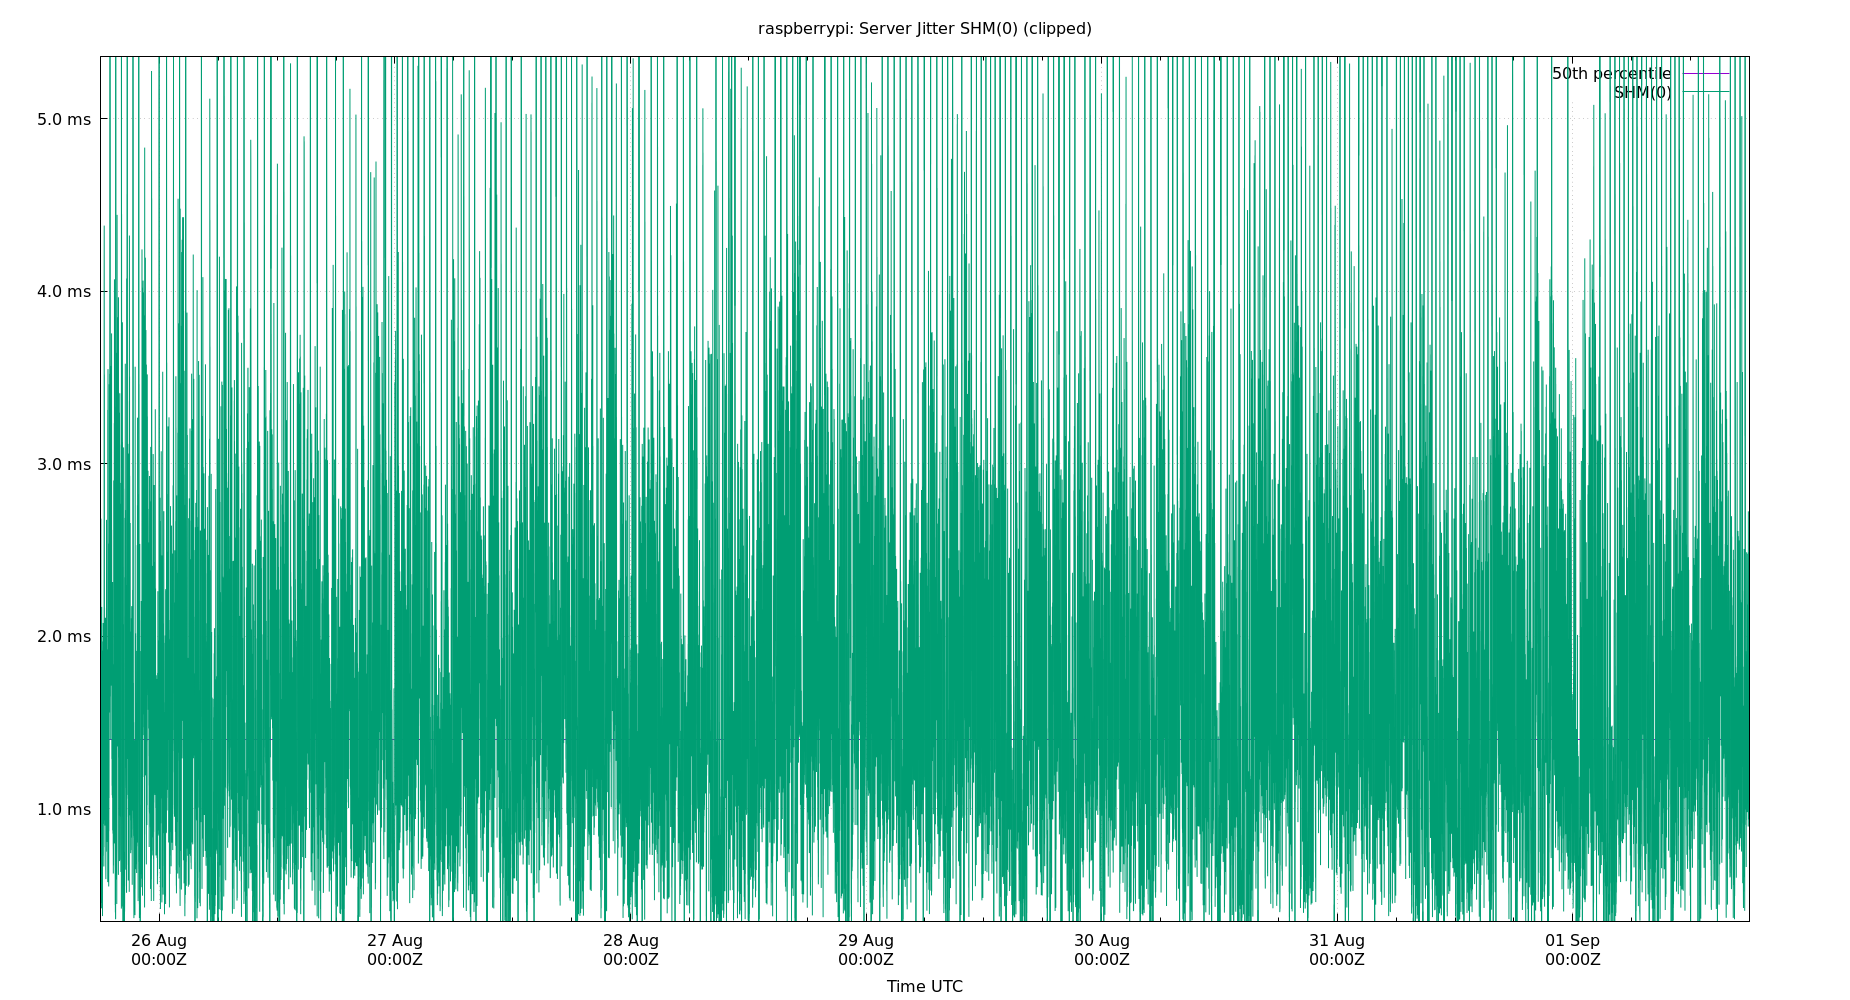 raspberrypi: Server Jitter SHM(0) (clipped)
50th percentile
SHM(0)
5.0 ms
4.0 ms
3.0 ms
2.0 ms
1.0 ms
26 Aug
00:00Z
27 Aug
00:00Z
28 Aug
00:00Z
29 Aug
00:00Z
30 Aug
00:00Z
31 Aug
00:00Z
01 Sep
00:00Z
Time UTC